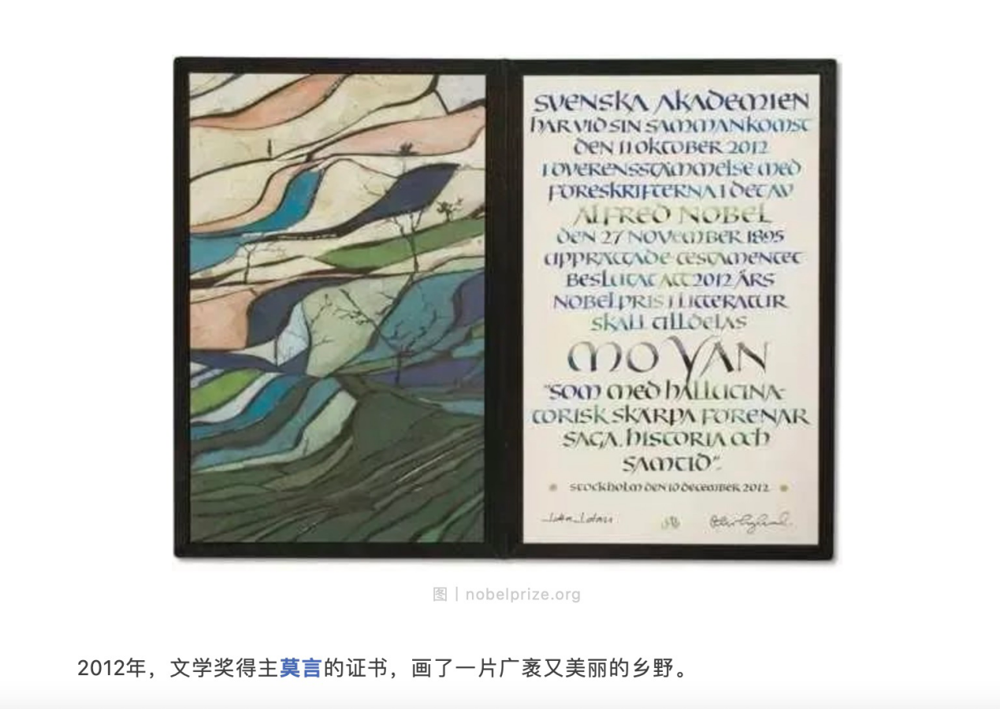 SVENSKA AKADEMIEN
HAR VID SIN SAMMANKOMST
DEN 11 OKTOBER 2012
I ÖVERENSSTÄMMELSE MED
FÖRESKRIFTERNA I DET AV
ALFRED NOBEL
DEN 27 NOVEMBER 1895
UPPRÄTTADE TESTAMENTET
BESLUTAT ATT 2012 ÅRS
NOBELPRIS I LITTERATUR
SKALL TILLDELAS
MO YAN
"SOM MED HALLUCINA-
TORISK SKÄRPA FÖRENAR
SAGA, HISTORIA OCH
SAMTID".
STOCKHOLM DEN 10 DECEMBER 2012
图 | nobelprize.org
2012年，文学奖得主莫言的证书，画了一片广袤又美丽的乡野。